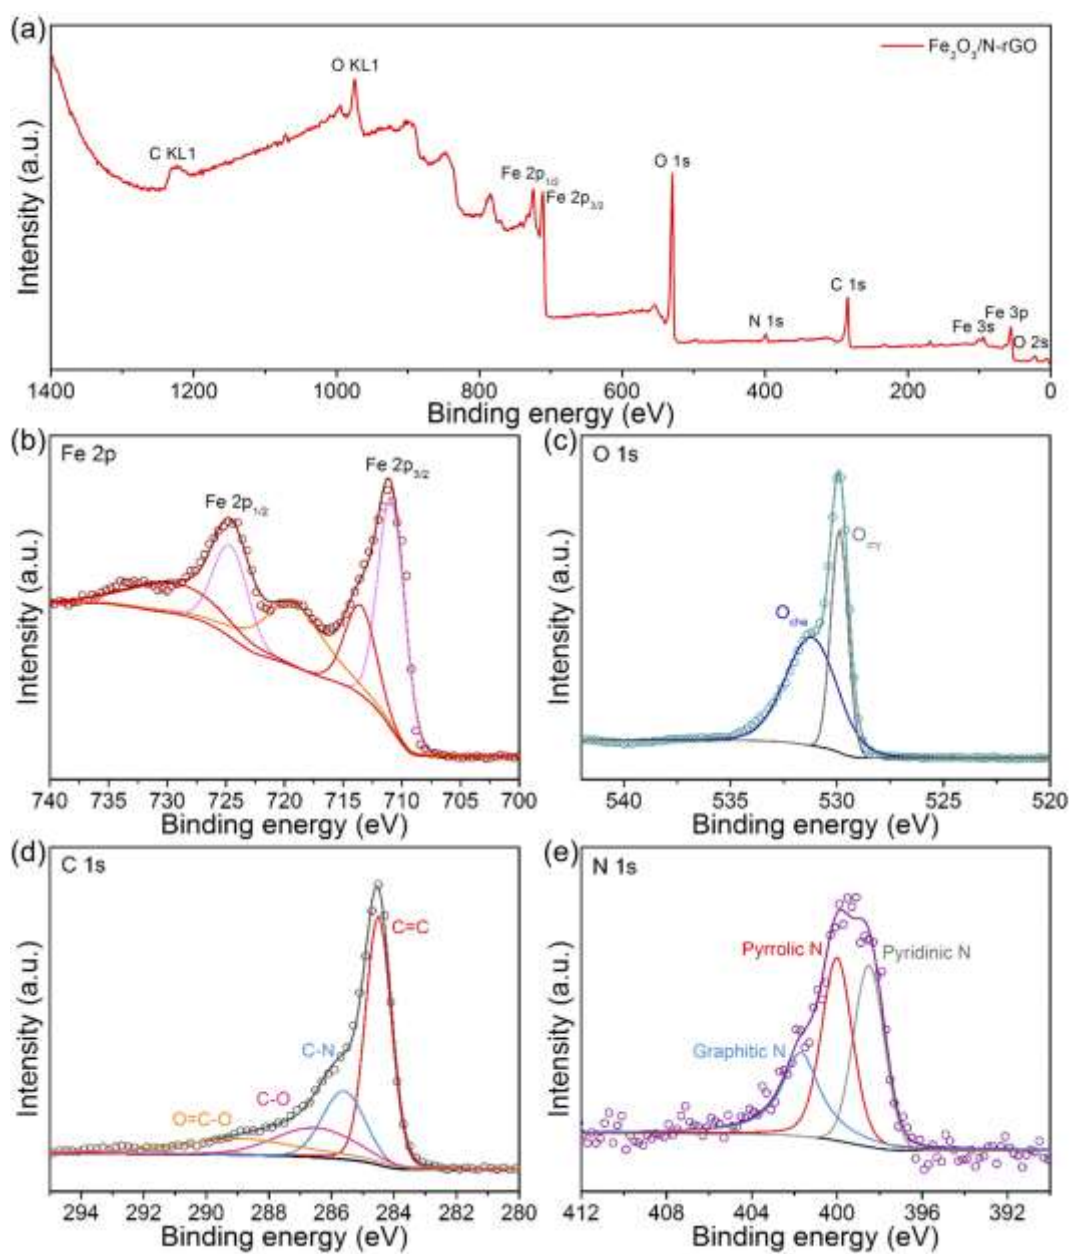 (a)
Fe₂O₃/N-rGO
O KL1
C KL1
Fe 2p₁/₂
Fe 2p₃/₂
O 1s
N 1s
C 1s
Fe 3s
Fe 3p
O 2s
Intensity (a.u.)
1400 1200 1000 800 600 400 200 0
Binding energy (eV)
(b)
Fe 2p
Fe 2p₁/₂
Fe 2p₃/₂
Intensity (a.u.)
740 735 730 725 720 715 710 705 700
Binding energy (eV)
(c)
O 1s
O
O
Intensity (a.u.)
540 535 530 525 520
Binding energy (eV)
(d)
C 1s
C=C
C-N
C-O
O=C-O
Intensity (a.u.)
294 292 290 288 286 284 282 280
Binding energy (eV)
(e)
N 1s
Pyrrolic N
Pyridinic N
Graphitic N
Intensity (a.u.)
412 408 404 400 396 392
Binding energy (eV)